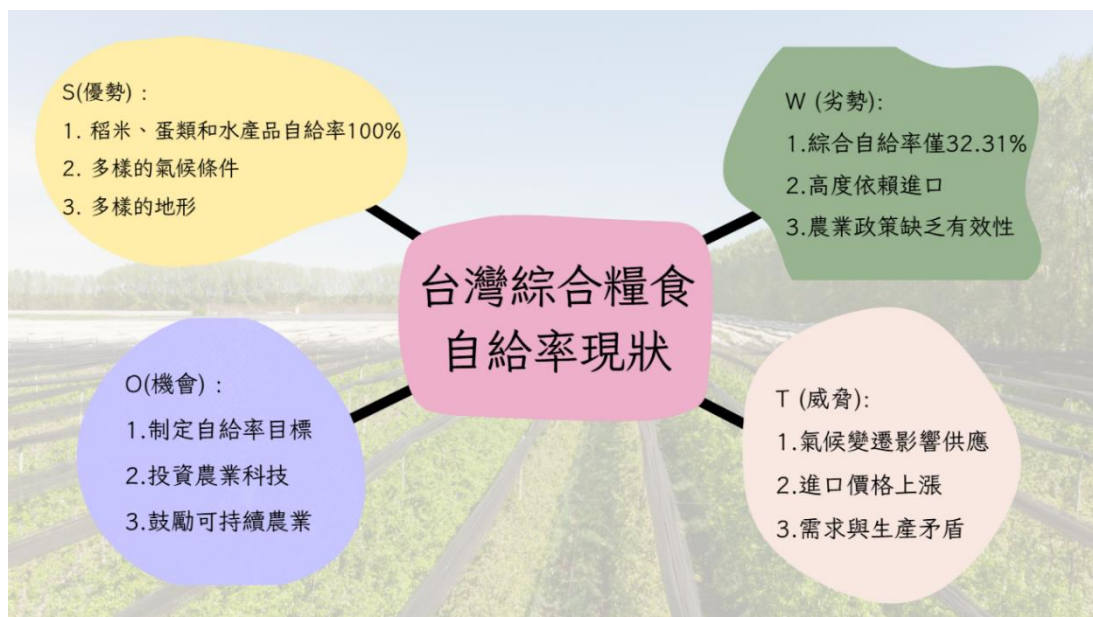 S(優勢) :
1. 稻米、蛋類和水產品自給率100%
2. 多樣的氣候條件
3. 多樣的地形
W (劣勢):
1.綜合自給率僅32.31%
2.高度依賴進口
3.農業政策缺乏有效性
台灣綜合糧食
自給率現狀
O(機會) :
1.制定自給率目標
2.投資農業科技
3.鼓勵可持續農業
T (威脅):
1.氣候變遷影響供應
2.進口價格上漲
3.需求與生產矛盾